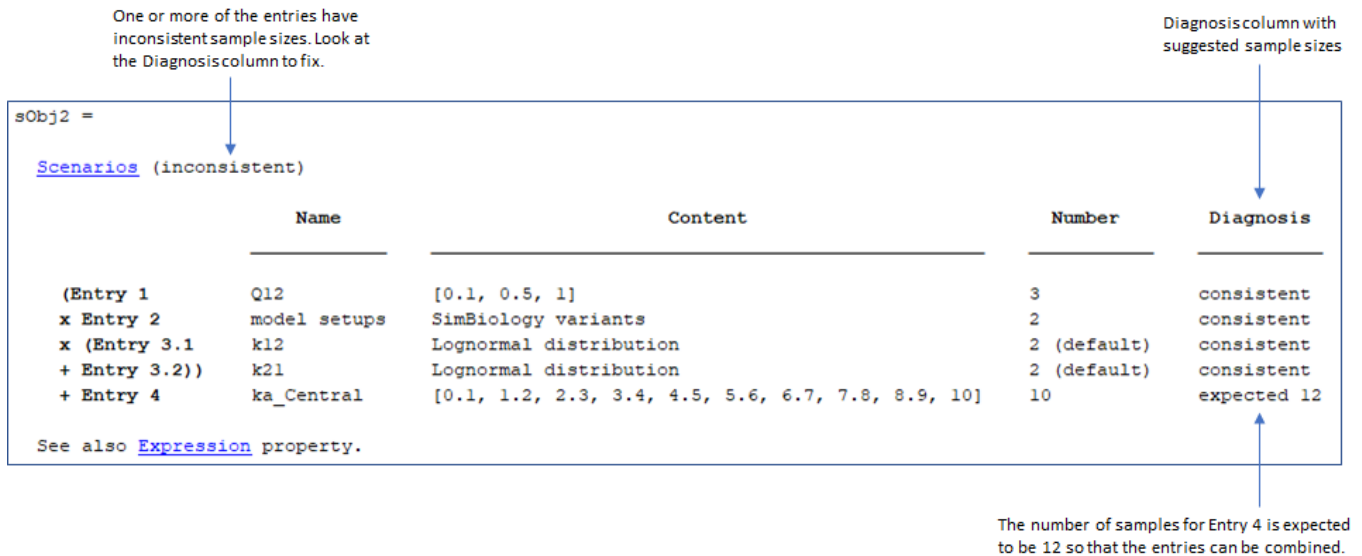 One or more of the entries have
inconsistent sample sizes. Look at
the Diagnosis column to fix.
Diagnosis column with
suggested sample sizes
sObj2 =
Scenarios (inconsistent)
Name Content Number Diagnosis
(Entry 1 Q12 [0.1, 0.5, 1] 3 consistent
x Entry 2 model setups SimBiology variants 2 consistent
x (Entry 3.1 k12 Lognormal distribution 2 (default) consistent
+ Entry 3.2)) k21 Lognormal distribution 2 (default) consistent
+ Entry 4 ka_Central [0.1, 1.2, 2.3, 3.4, 4.5, 5.6, 6.7, 7.8, 8.9, 10] 10 expected 12
See also Expression property.
The number of samples for Entry 4 is expected
to be 12 so that the entries can be combined.